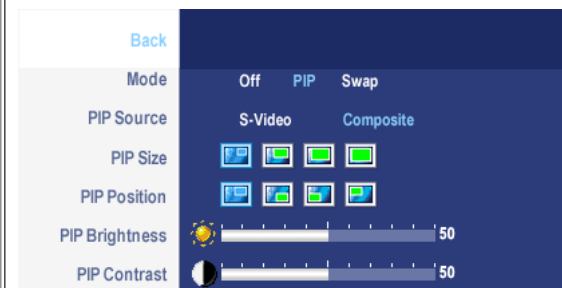 Back
Mode Off PIP Swap
PIP Source S-Video Composite
PIP Size
PIP Position
PIP Brightness 50
PIP Contrast 50